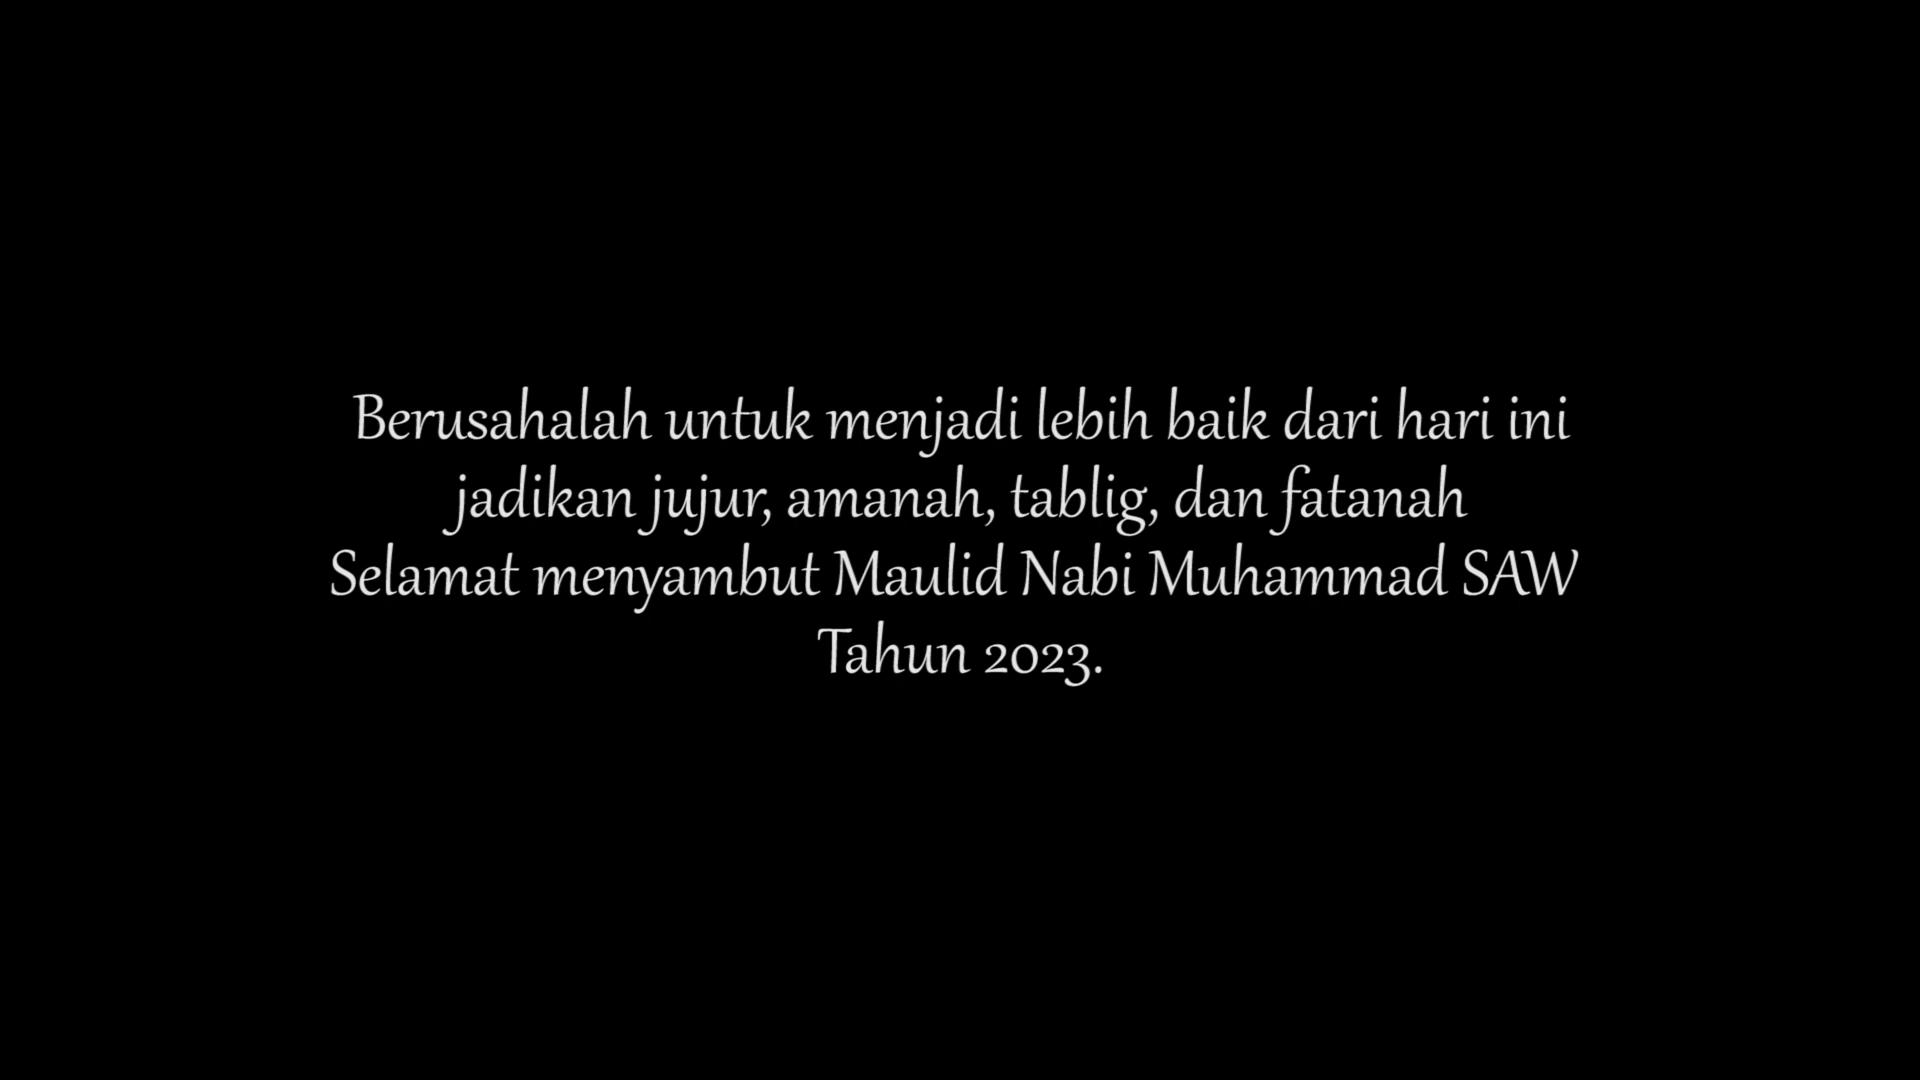 Berusahalah untuk menjadi lebih baik dari hari ini
jadikan jujur, amanah, tablig, dan fatanah
Selamat menyambut Maulid Nabi Muhammad SAW
Tahun 2023.